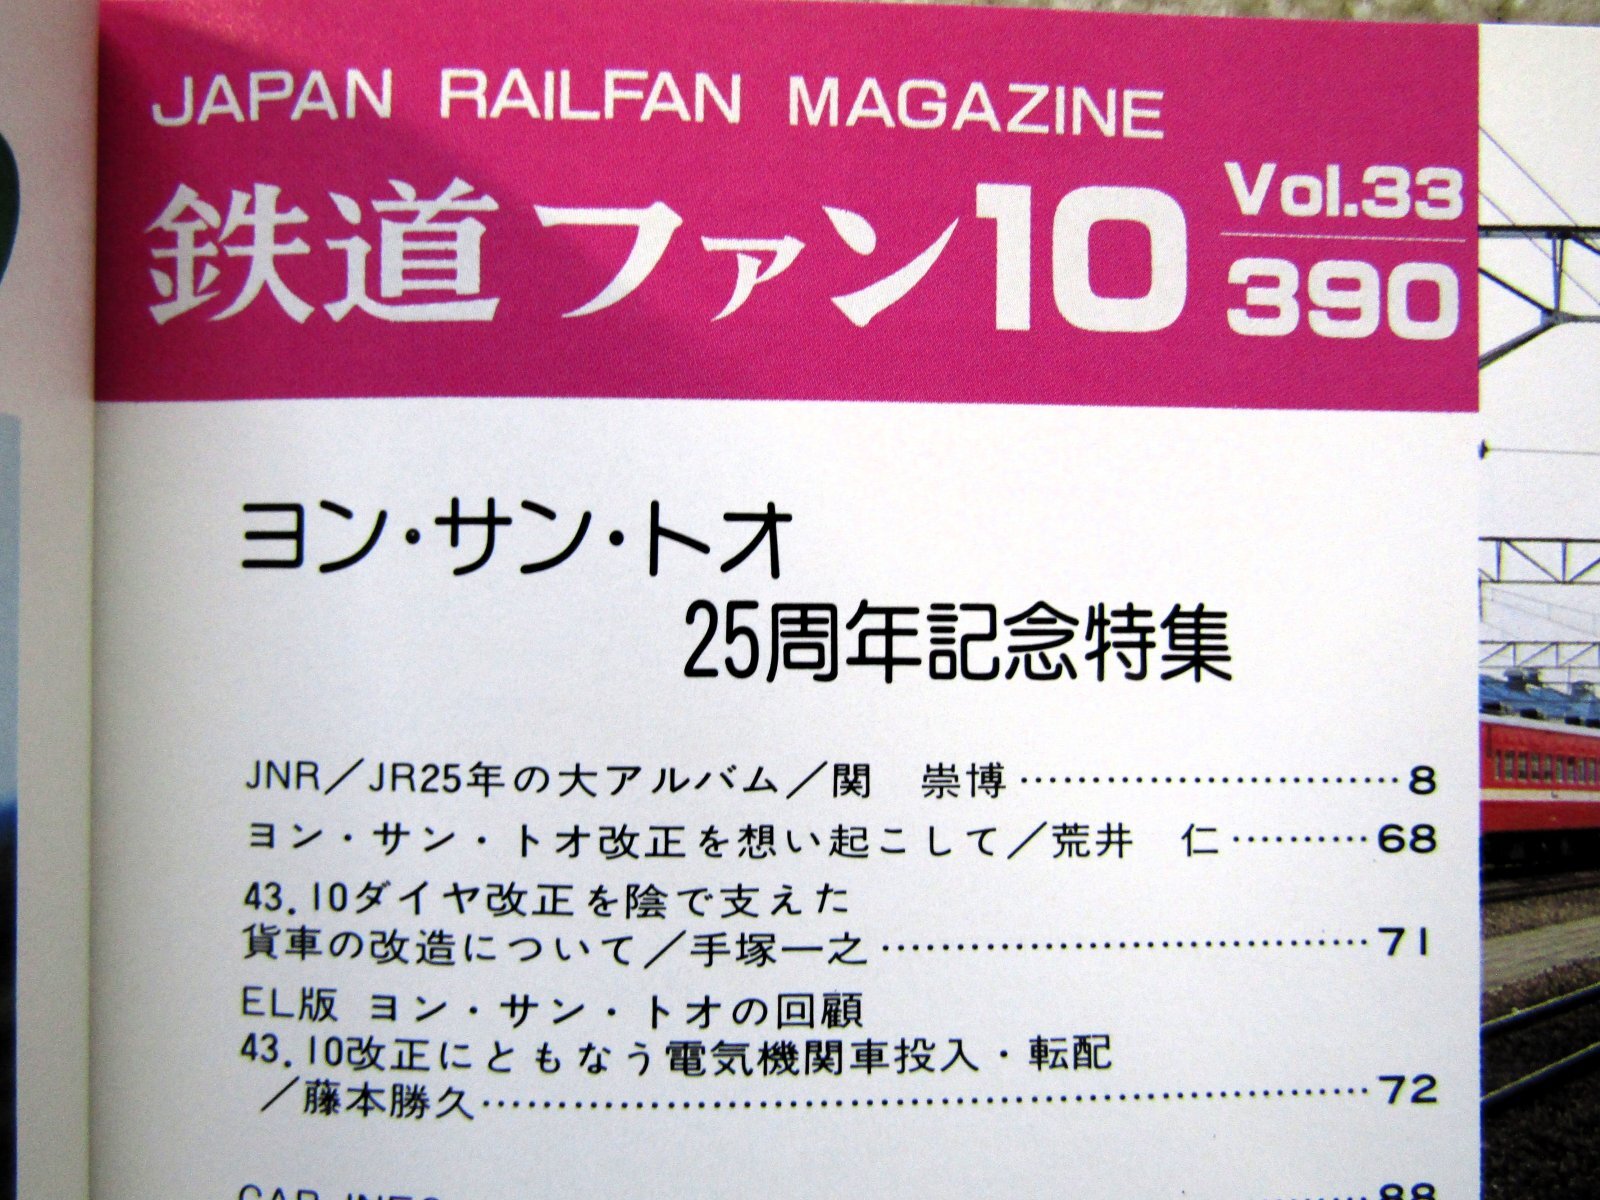 JAPAN RAILFAN MAGAZINE
鉄道ファン10
Vol.33
390
ヨン・サン・トオ
25周年記念特集
JNR／JR25年の大アルバム／関　崇博…………………………8
ヨン・サン・トオ改正を想い起こして／荒井　仁…………68
43.10ダイヤ改正を陰で支えた
貨車の改造について／手塚一之…………………………………71
EL版 ヨン・サン・トオの回顧
43.10改正にともなう電気機関車投入・転配
／藤本勝久……………………………………………………………72
CAR INFO 88